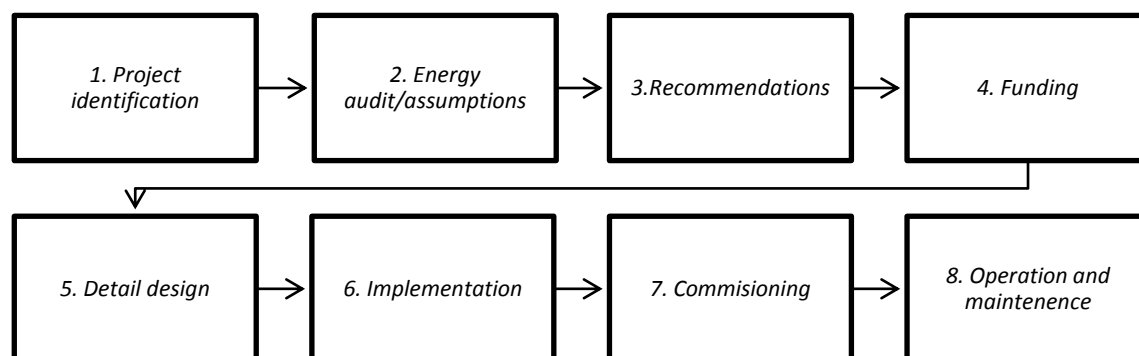 1. Project
identification
2. Energy
audit/assumptions
3.Recommendations
4. Funding
5. Detail design
6. Implementation
7. Commisioning
8. Operation and
maintenence